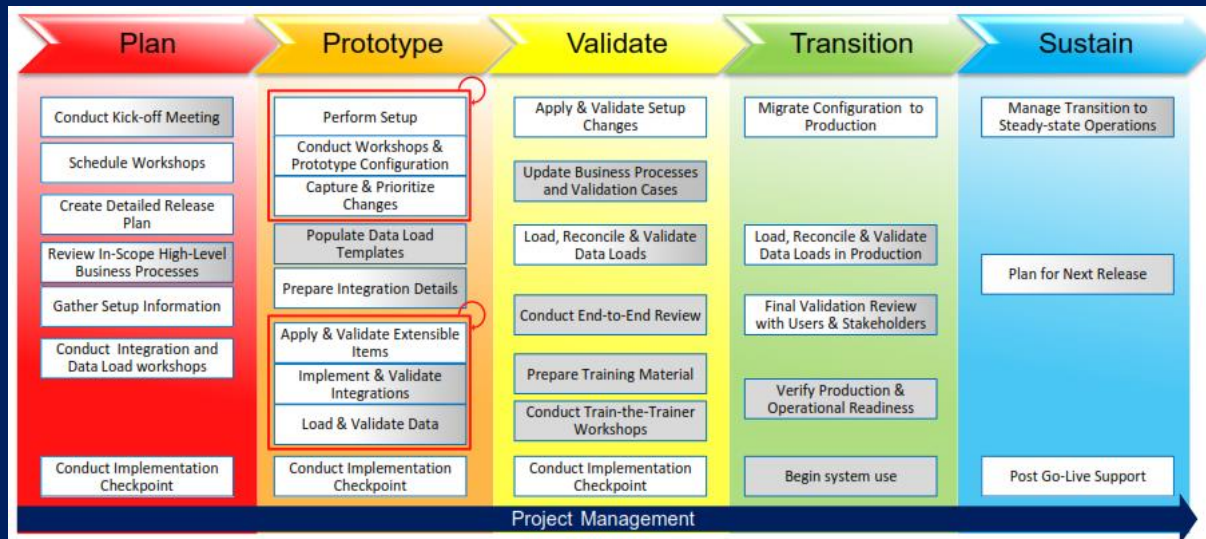 Plan
Prototype
Validate
Transition
Sustain
Conduct Kick-off Meeting
Schedule Workshops
Create Detailed Release
Plan
Review In-Scope High-Level
Business Processes
Gather Setup Information
Conduct Integration and
Data Load workshops
Conduct Implementation
Checkpoint
Perform Setup
Conduct Workshops &
Prototype Configuration
Capture & Prioritize
Changes
Populate Data Load
Templates
Prepare Integration Details
Apply & Validate Extensible
Items
Implement & Validate
Integrations
Load & Validate Data
Conduct Implementation
Checkpoint
Apply & Validate Setup
Changes
Update Business Processes
and Validation Cases
Load, Reconcile & Validate
Data Loads
Conduct End-to-End Review
Prepare Training Material
Conduct Train-the-Trainer
Workshops
Conduct Implementation
Checkpoint
Migrate Configuration to
Production
Load, Reconcile & Validate
Data Loads in Production
Final Validation Review
with Users & Stakeholders
Verify Production &
Operational Readiness
Begin system use
Manage Transition to
Steady-state Operations
Plan for Next Release
Post Go-Live Support
Project Management